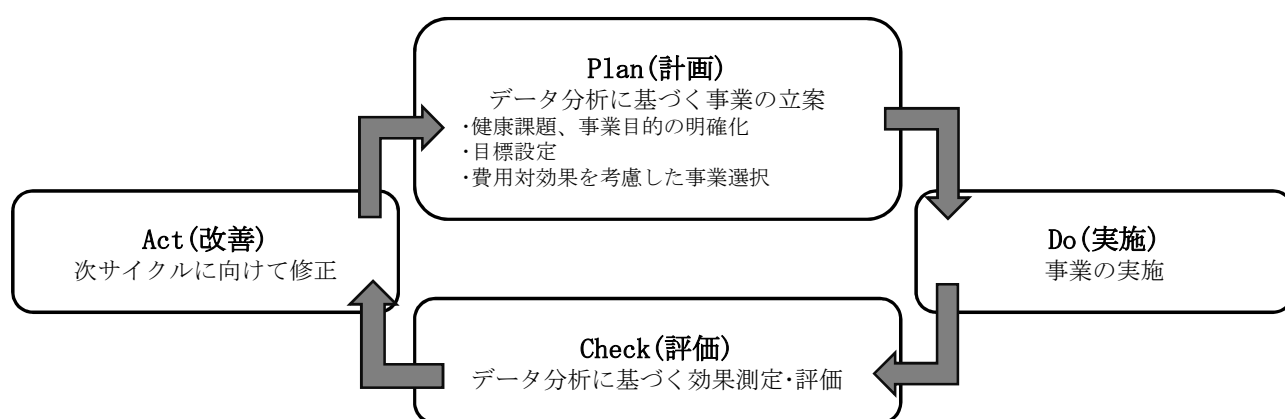 Plan(計画)
データ分析に基づく事業の立案
・健康課題、事業目的の明確化
・目標設定
・費用対効果を考慮した事業選択
Act(改善)
次サイクルに向けて修正
Do(実施)
事業の実施
Check(評価)
データ分析に基づく効果測定・評価